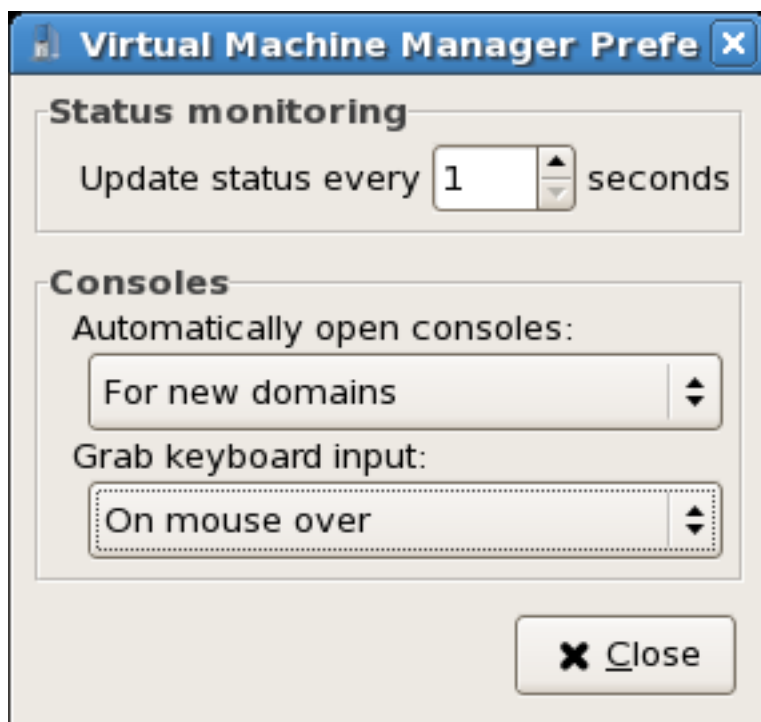 Virtual Machine Manager Prefe
Status monitoring
Update status every 1 seconds
Consoles
Automatically open consoles:
For new domains
Grab keyboard input:
On mouse over
Close